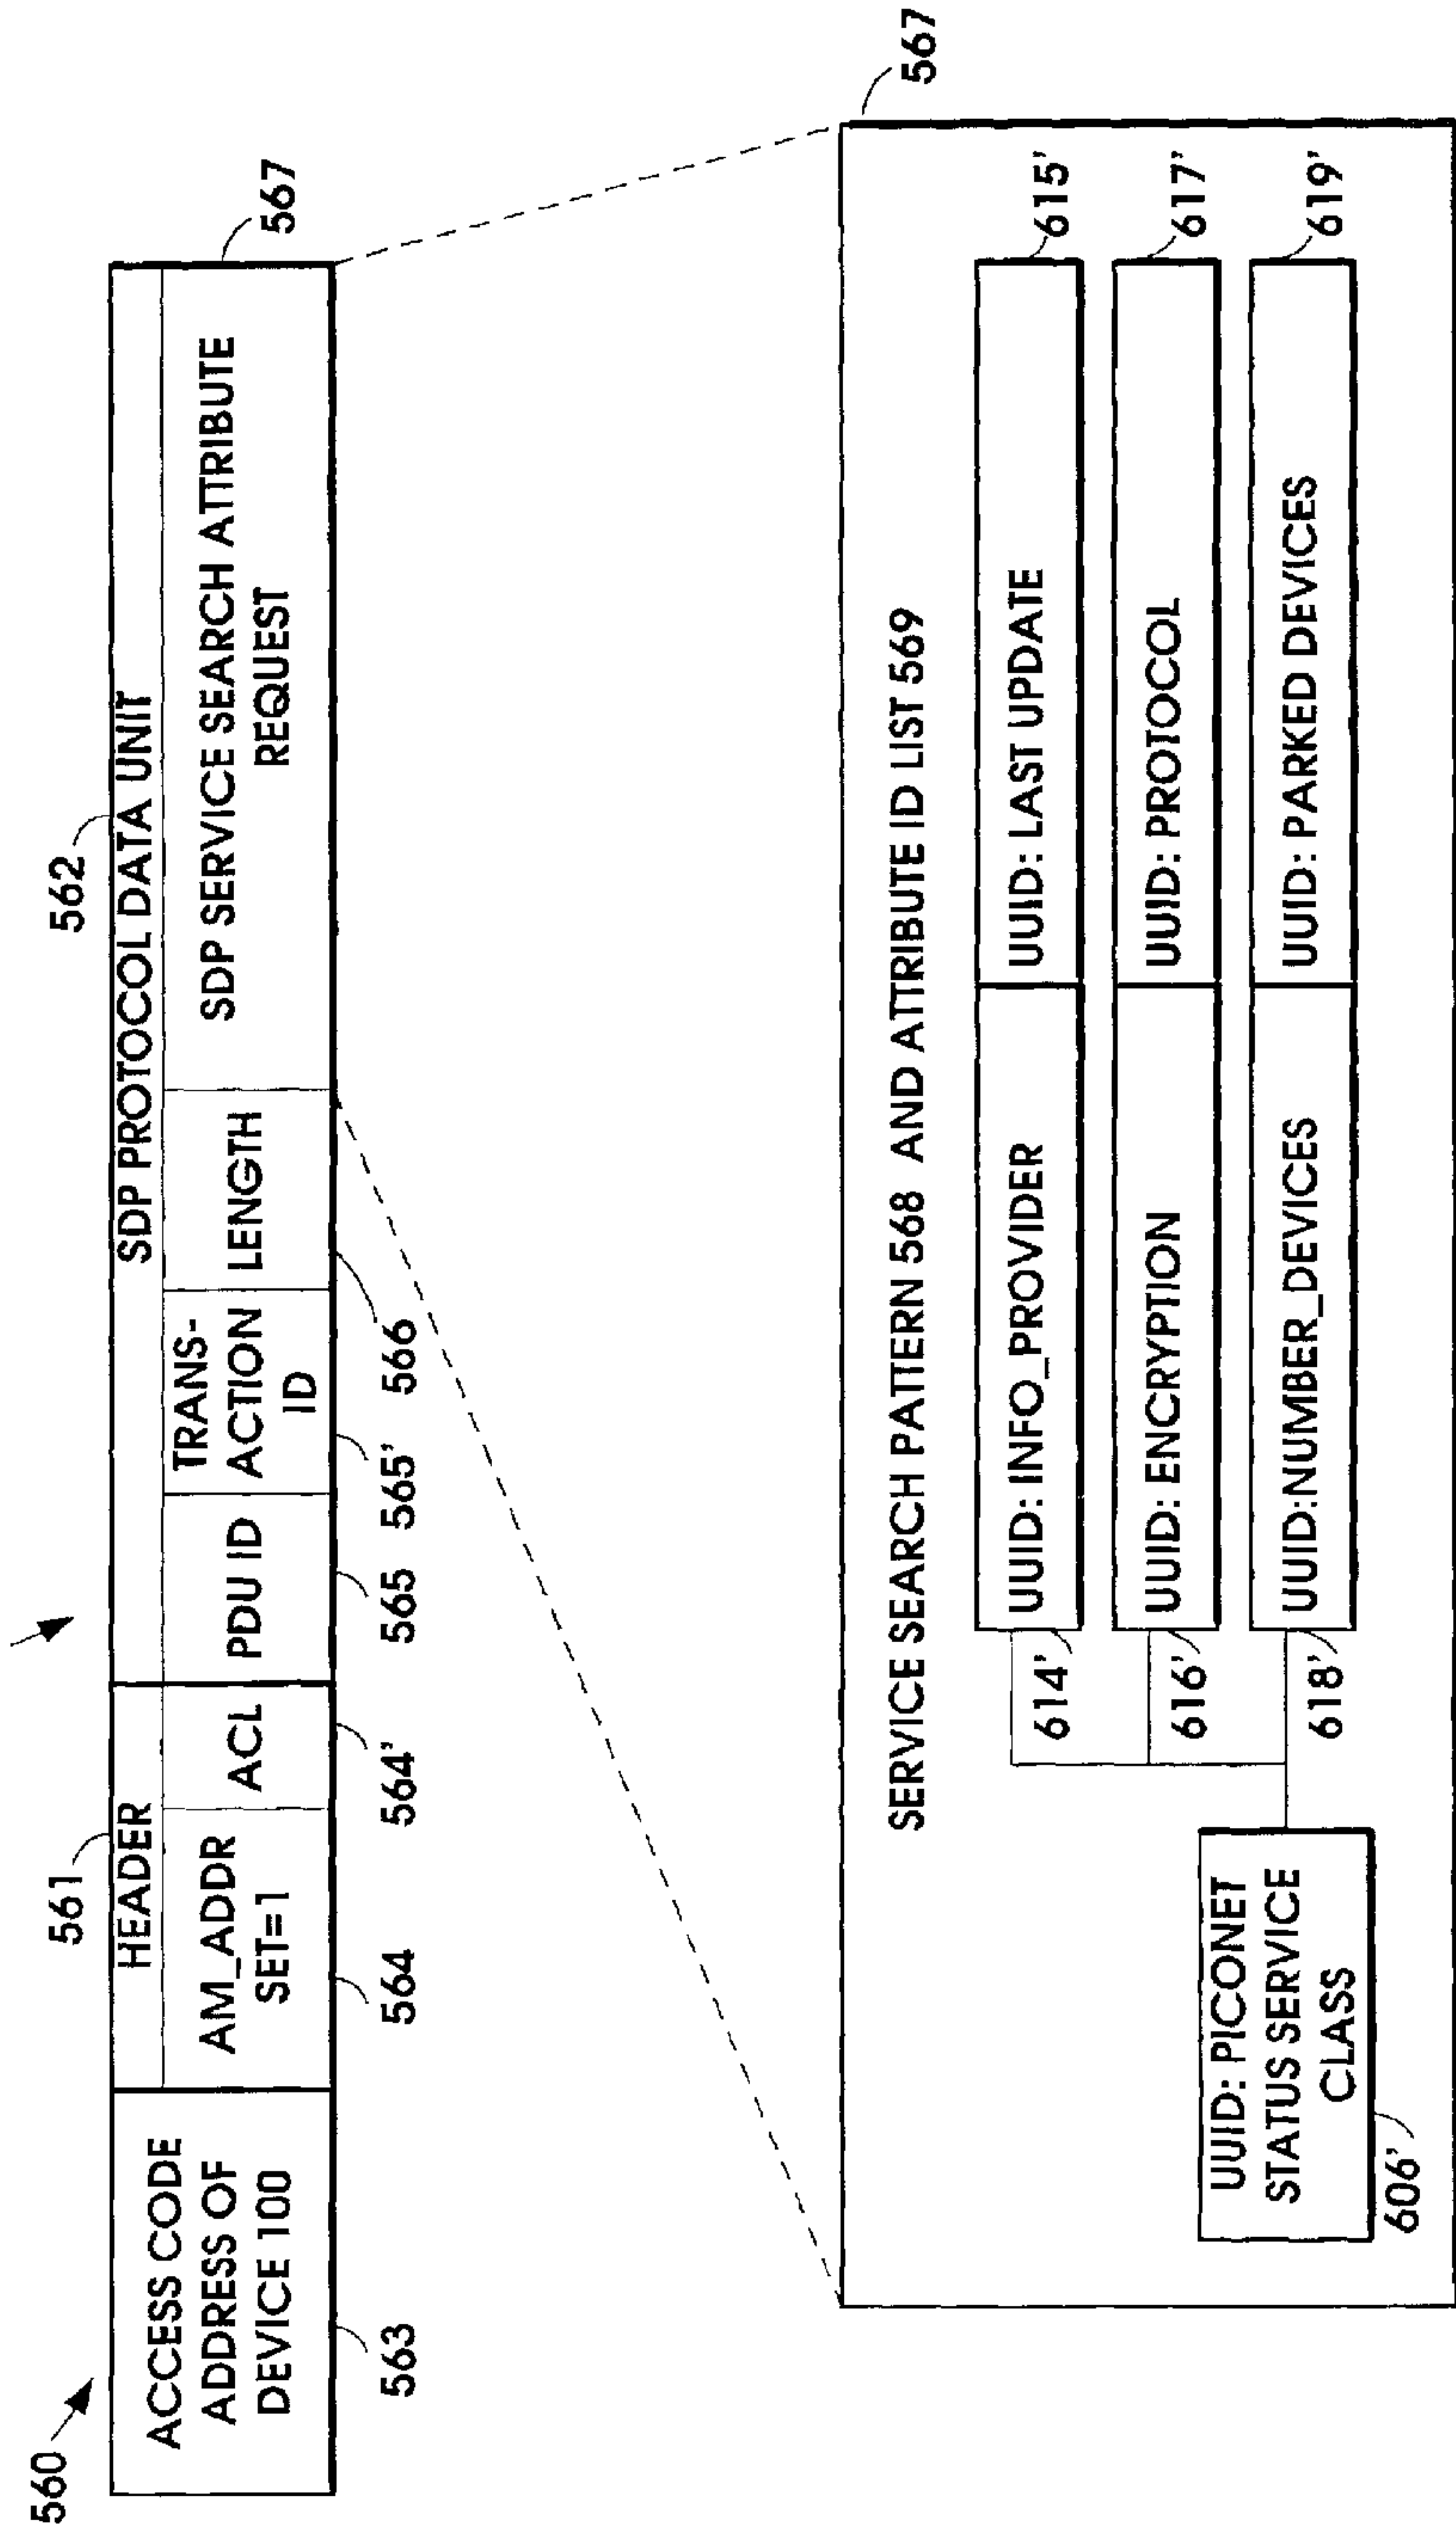 560
561
562
HEADER
SDP PROTOCOL DATA UNIT
ACCESS CODE
ADDRESS OF
DEVICE 100
AM_ADDR
SET=1
ACL
PDU ID
TRANS-
ACTION
ID
LENGTH
SDP SERVICE SEARCH ATTRIBUTE
REQUEST
563
564
564'
565
565'
566
567
567
SERVICE SEARCH PATTERN 568 AND ATTRIBUTE ID LIST 569
UUID: INFO_PROVIDER
UUID: LAST UPDATE
614'
615'
UUID: ENCRYPTION
UUID: PROTOCOL
616'
617'
UUID:NUMBER_DEVICES
UUID: PARKED DEVICES
618'
619'
UUID: PICONET
STATUS SERVICE
CLASS
606'